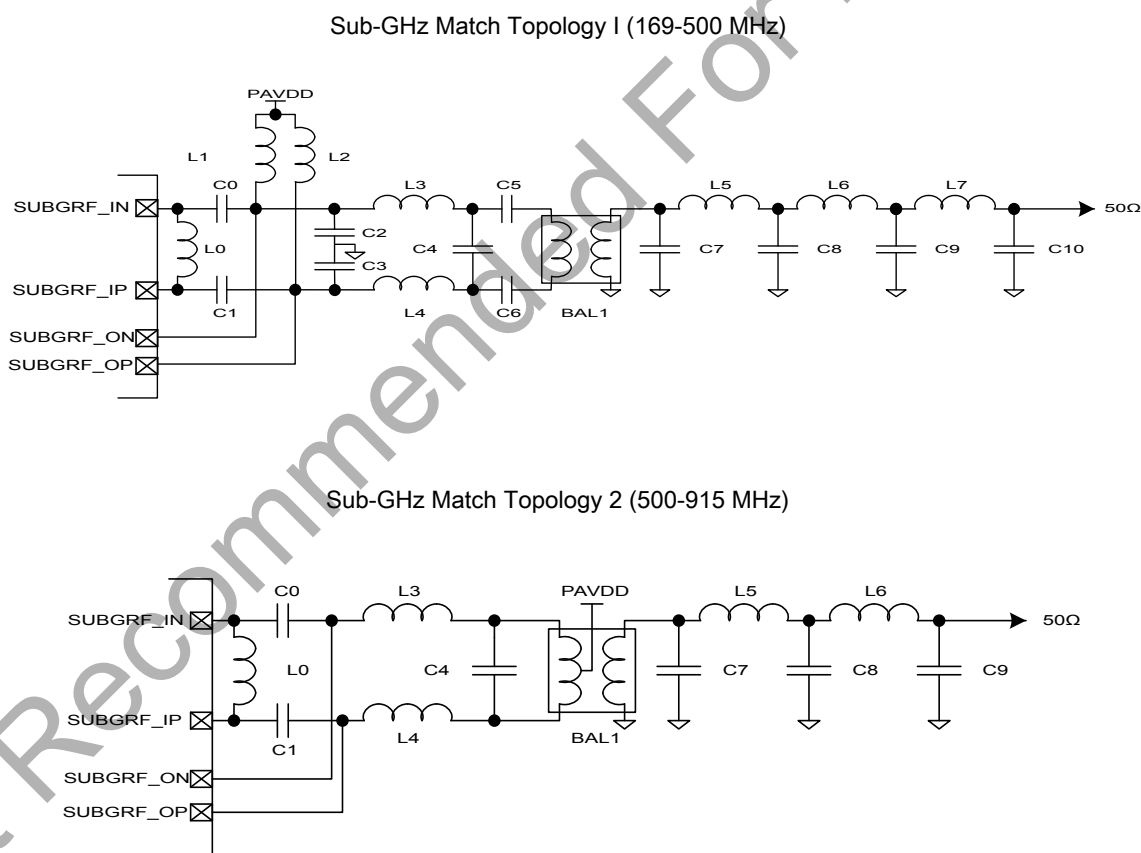 Sub-GHz Match Topology I (169-500 MHz)
PAVDD
L1
L2
C0
L3
C5
L5
L6
L7
SUBGRF_IN
50Ω
L0
C2
C3
C4
C7
C8
C9
C10
SUBGRF_IP
C1
L4
C6
BAL1
SUBGRF_ON
SUBGRF_OP
Sub-GHz Match Topology 2 (500-915 MHz)
C0
L3
PAVDD
L5
L6
SUBGRF_IN
50Ω
L0
C4
C7
C8
C9
SUBGRF_IP
C1
L4
BAL1
SUBGRF_ON
SUBGRF_OP
Recommended For